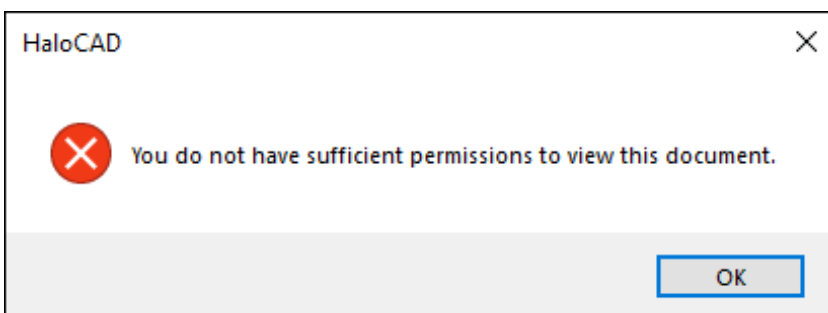 HaloCAD
You do not have sufficient permissions to view this document.
OK